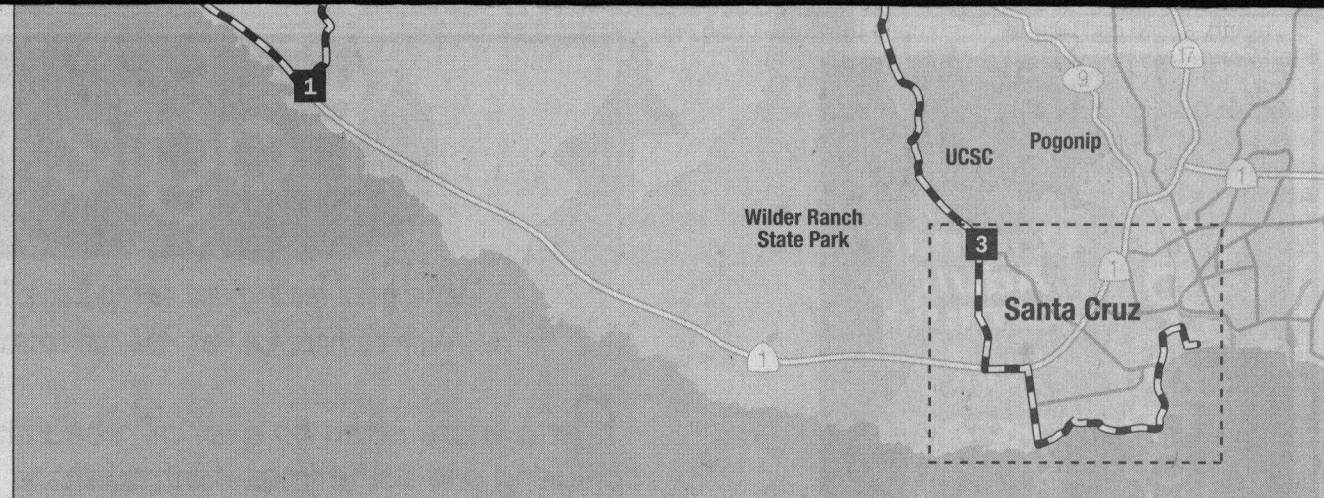 17
1
9
Pogonip
UCSC
1
Wilder Ranch
State Park
3
1
Santa Cruz
1